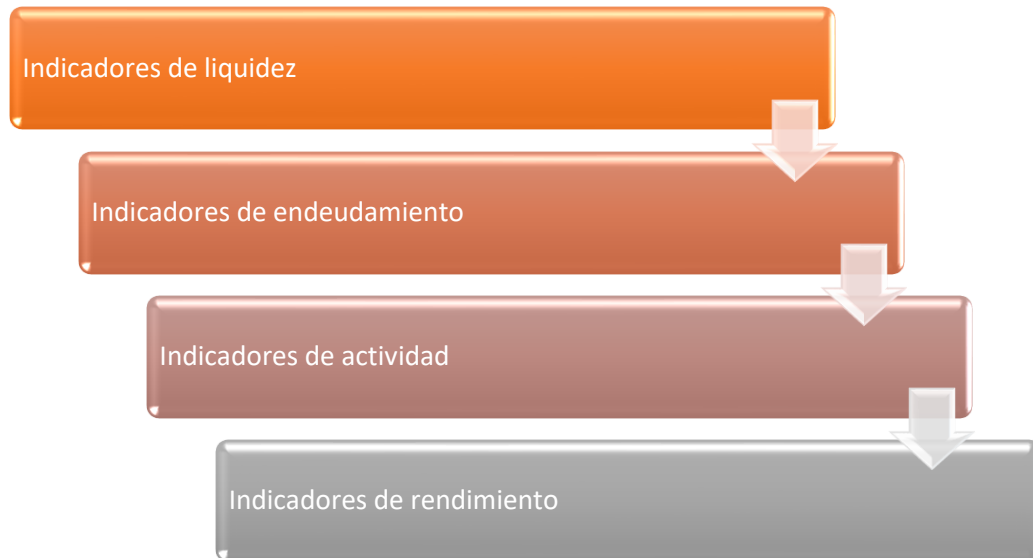 Indicadores de liquidez
Indicadores de endeudamiento
Indicadores de actividad
Indicadores de rendimiento